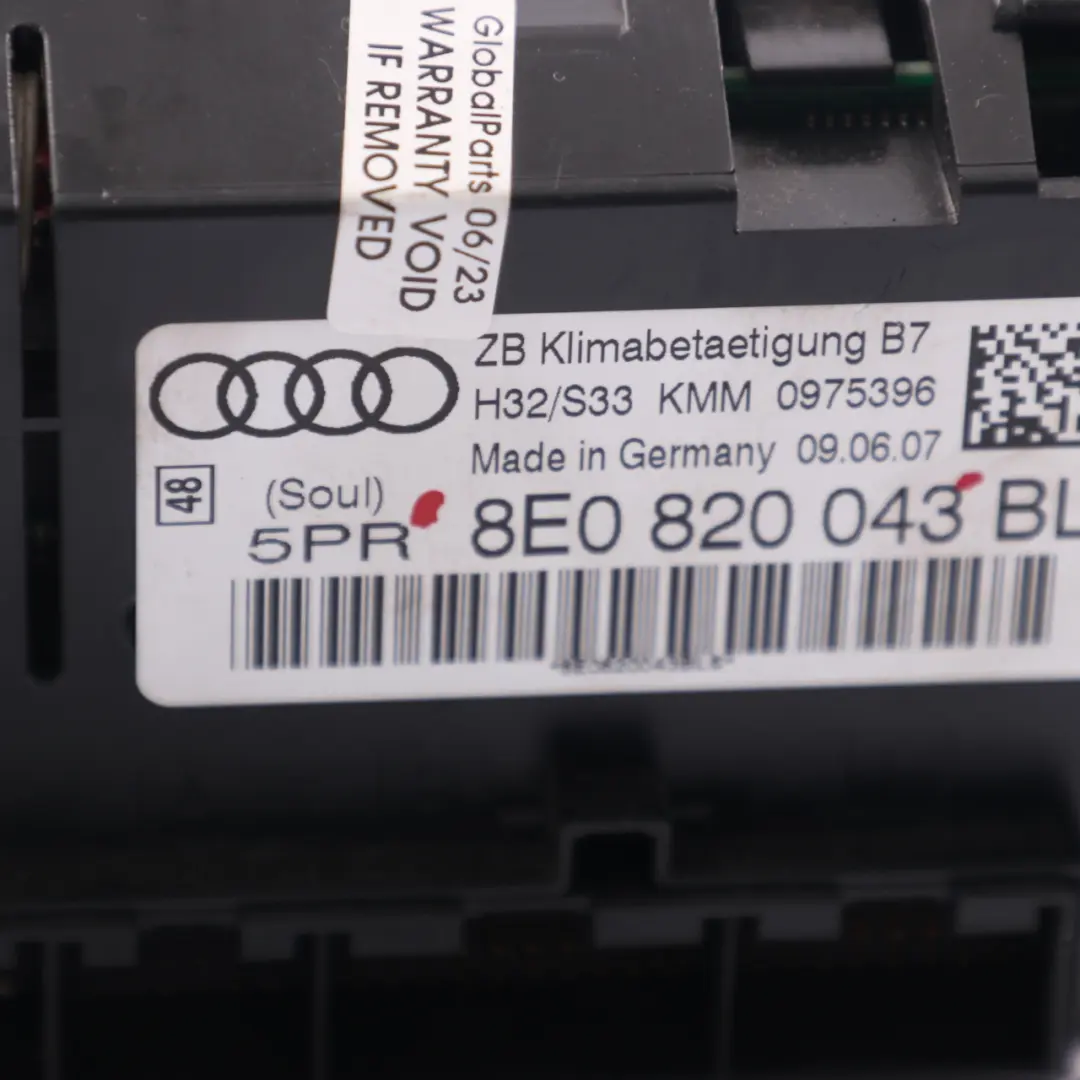 GlobalParts 06/23
WARRANTY VOID
IF REMOVED
ZB Klimabetaetigung B7
H32/S33 KMM 0975396
Made in Germany 09.06.07
48
(Soul)
5PR 8E0 820 043 BL